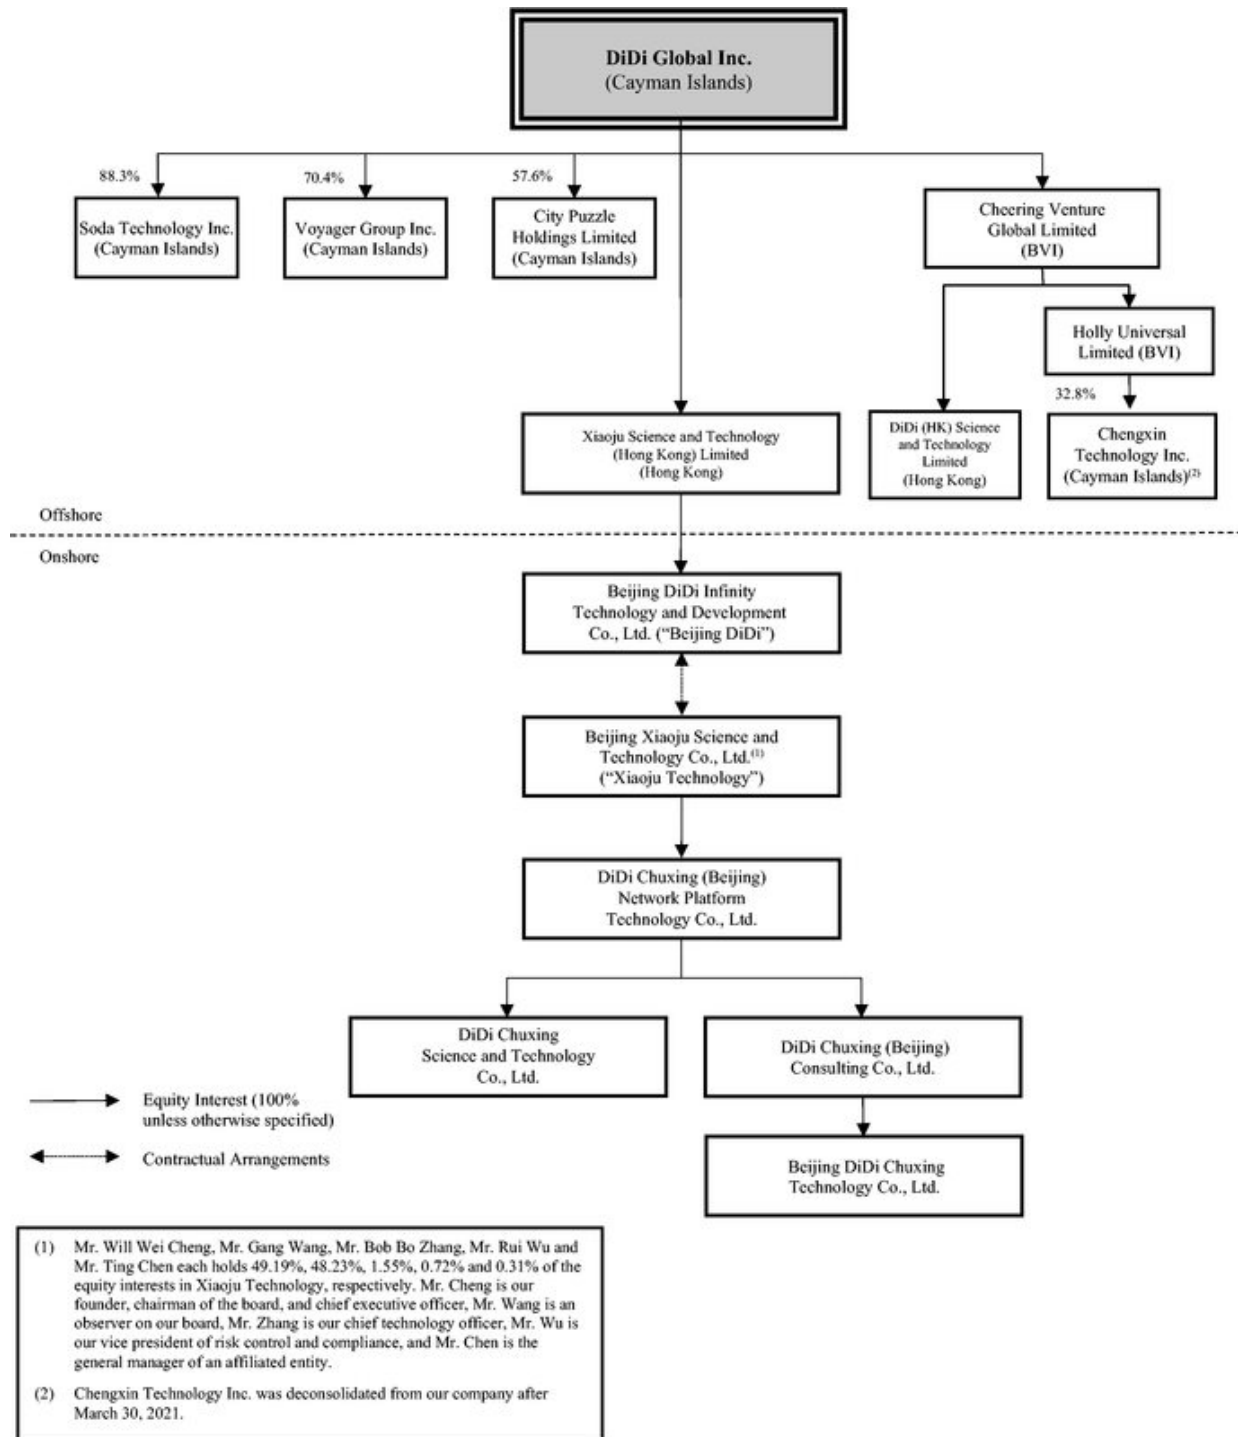 DiDi Global Inc.
(Cayman Islands)
88.3%
70.4%
57.6%
Soda Technology Inc.
(Cayman Islands)
Voyager Group Inc.
(Cayman Islands)
City Puzzle
Holdings Limited
(Cayman Islands)
Cheering Venture
Global Limited
(BVI)
Holly Universal
Limited (BVI)
32.8%
Xiaoju Science and Technology
(Hong Kong) Limited
(Hong Kong)
DiDi (HK) Science
and Technology
Limited
(Hong Kong)
Chengxin
Technology Inc.
(Cayman Islands)(2)
Offshore
Onshore
Beijing DiDi Infinity
Technology and Development
Co., Ltd. (“Beijing DiDi”)
Beijing Xiaoju Science and
Technology Co., Ltd.(1)
(“Xiaoju Technology”)
DiDi Chuxing (Beijing)
Network Platform
Technology Co., Ltd.
DiDi Chuxing
Science and Technology
Co., Ltd.
DiDi Chuxing (Beijing)
Consulting Co., Ltd.
Equity Interest (100%
unless otherwise specified)
Contractual Arrangements
Beijing DiDi Chuxing
Technology Co., Ltd.
(1) Mr. Will Wei Cheng, Mr. Gang Wang, Mr. Bob Bo Zhang, Mr. Rui Wu and
Mr. Ting Chen each holds 49.19%, 48.23%, 1.55%, 0.72% and 0.31% of the
equity interests in Xiaoju Technology, respectively. Mr. Cheng is our
founder, chairman of the board, and chief executive officer, Mr. Wang is an
observer on our board, Mr. Zhang is our chief technology officer, Mr. Wu is
our vice president of risk control and compliance, and Mr. Chen is the
general manager of an affiliated entity.
(2) Chengxin Technology Inc. was deconsolidated from our company after
March 30, 2021.